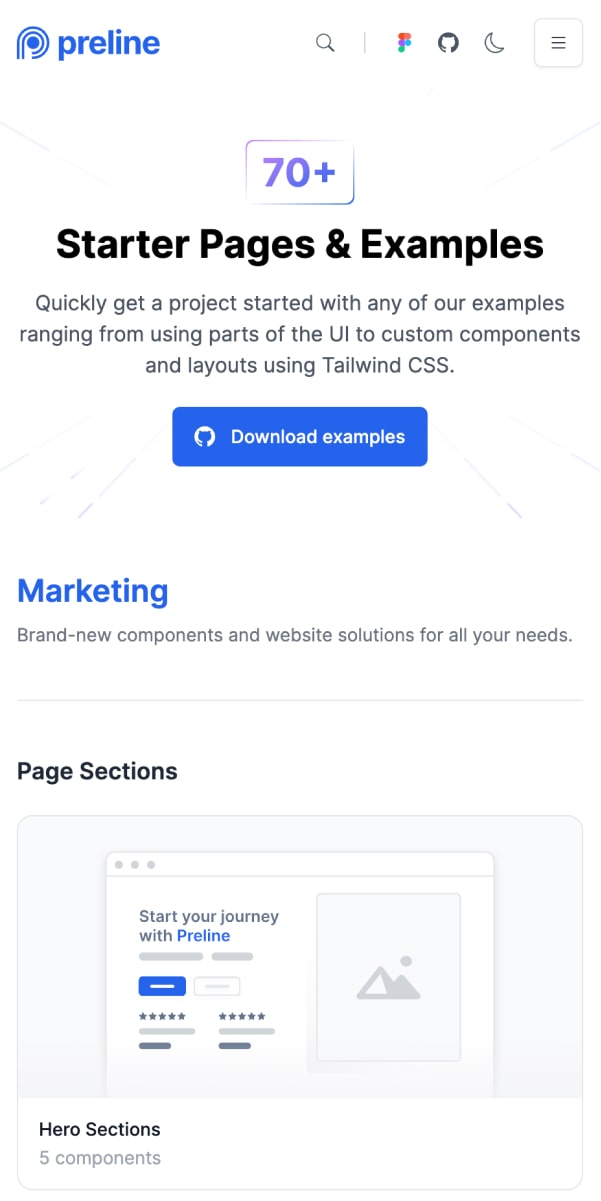 preline
70+
Starter Pages & Examples
Quickly get a project started with any of our examples
ranging from using parts of the UI to custom components
and layouts using Tailwind CSS.
Download examples
Marketing
Brand-new components and website solutions for all your needs.
Page Sections
Start your journey
with Preline
Hero Sections
5 components